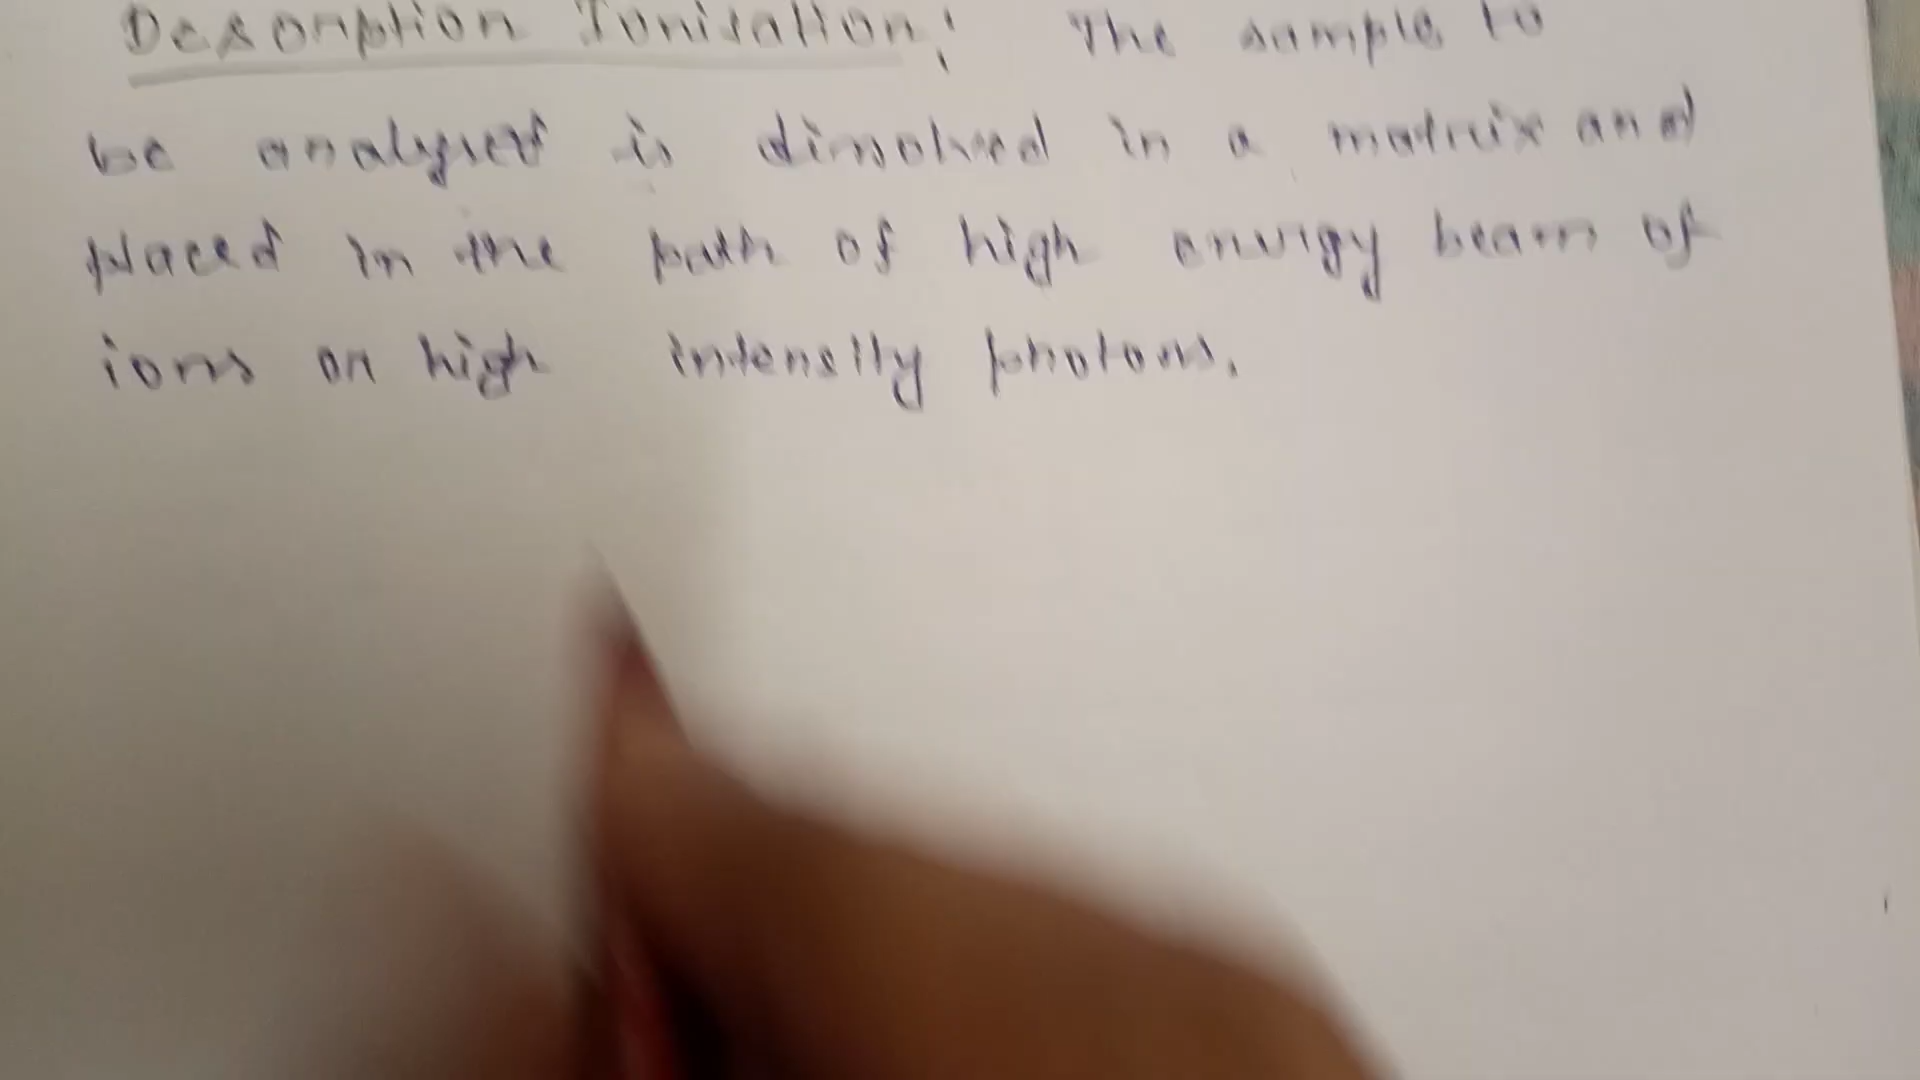 Desorption Ionisation: The sample to
be analysed is dissolved in a matrix and
placed in the path of high energy beam of
ions or high intensity photons.